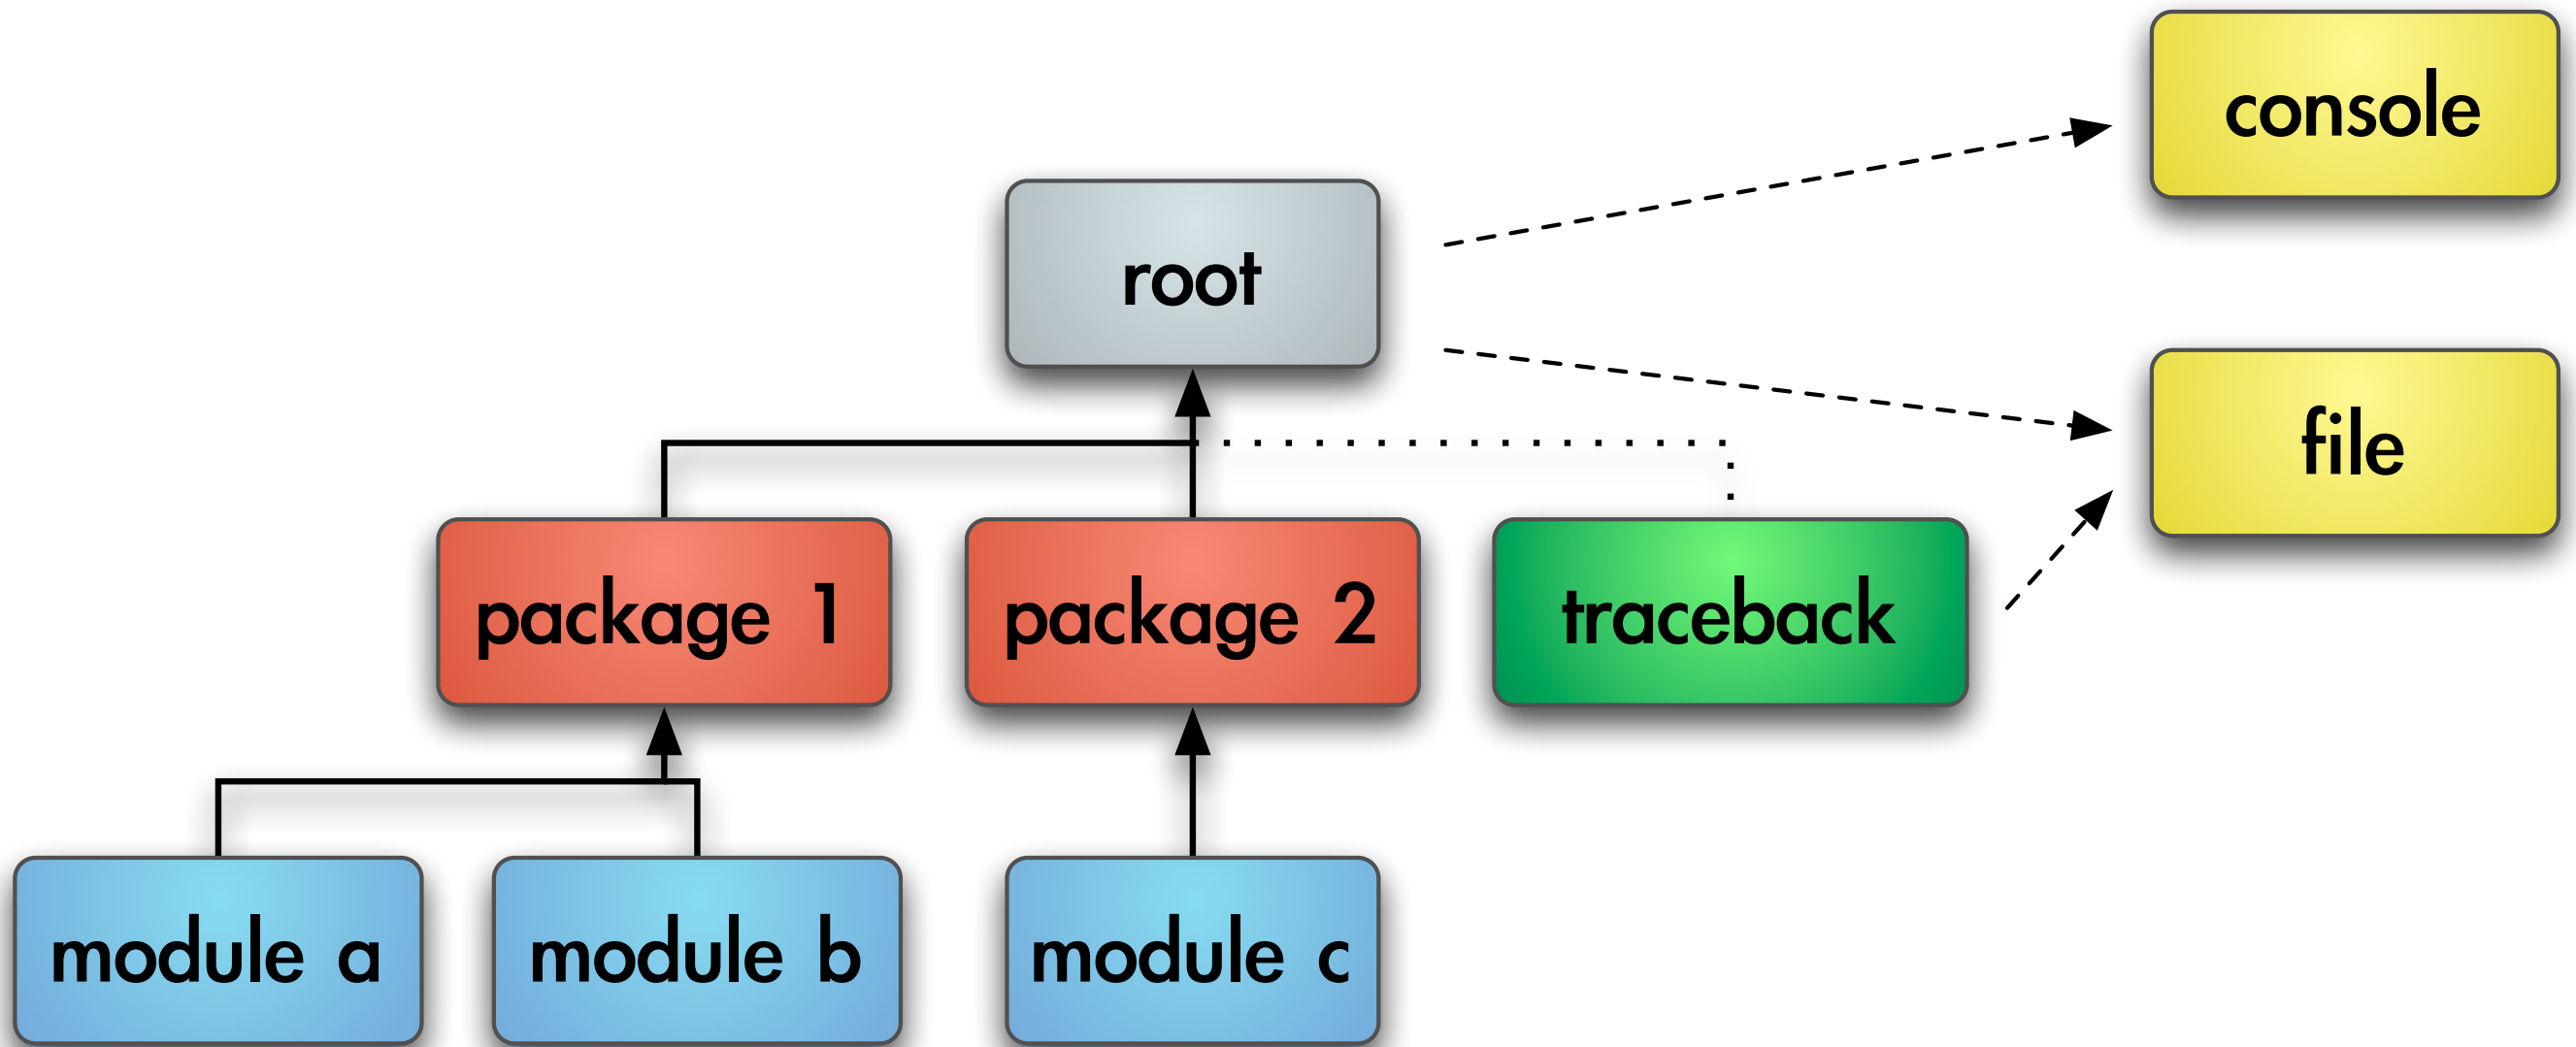 console
root
file
package 1
package 2
traceback
module a
module b
module c